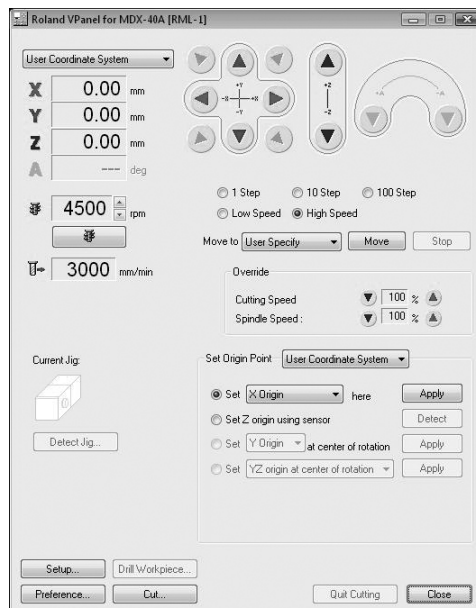 Roland VPanel for MDX-40A [RML-1]
User Coordinate System
X 0.00 mm
Y 0.00 mm
Z 0.00 mm
A --- deg
+Y
-X +X
-Y
+Z
-Z
+A -A
4500 rpm
3000 mm/min
1 Step 10 Step 100 Step
Low Speed High Speed
Move to User Specify Move Stop
Override
Cutting Speed 100 %
Spindle Speed : 100 %
Current Jig:
Detect Jig...
Set Origin Point User Coordinate System
Set X Origin here Apply
Set Z origin using sensor Detect
Set Y Origin at center of rotation Apply
Set YZ origin at center of rotation Apply
Setup... Drill Workpiece...
Preference... Cut... Quit Cutting Close